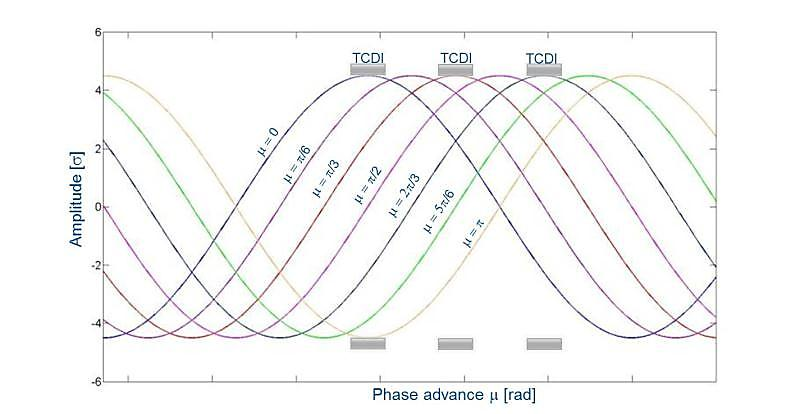 6
TCDI TCDI TCDI
4
2
0
-2
-4
-6
Amplitude [σ]
μ = 0
μ = π/6
μ = π/3
μ = π/2
μ = 2π/3
μ = 5π/6
μ = π
Phase advance μ [rad]